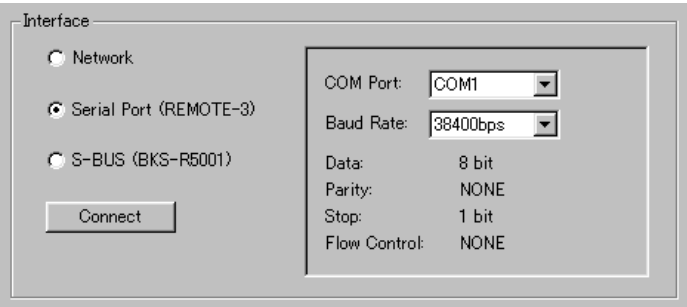 Interface
Network
Serial Port (REMOTE-3)
S-BUS (BKS-R5001)
Connect
COM Port: COM1
Baud Rate: 38400bps
Data: 8 bit
Parity: NONE
Stop: 1 bit
Flow Control: NONE